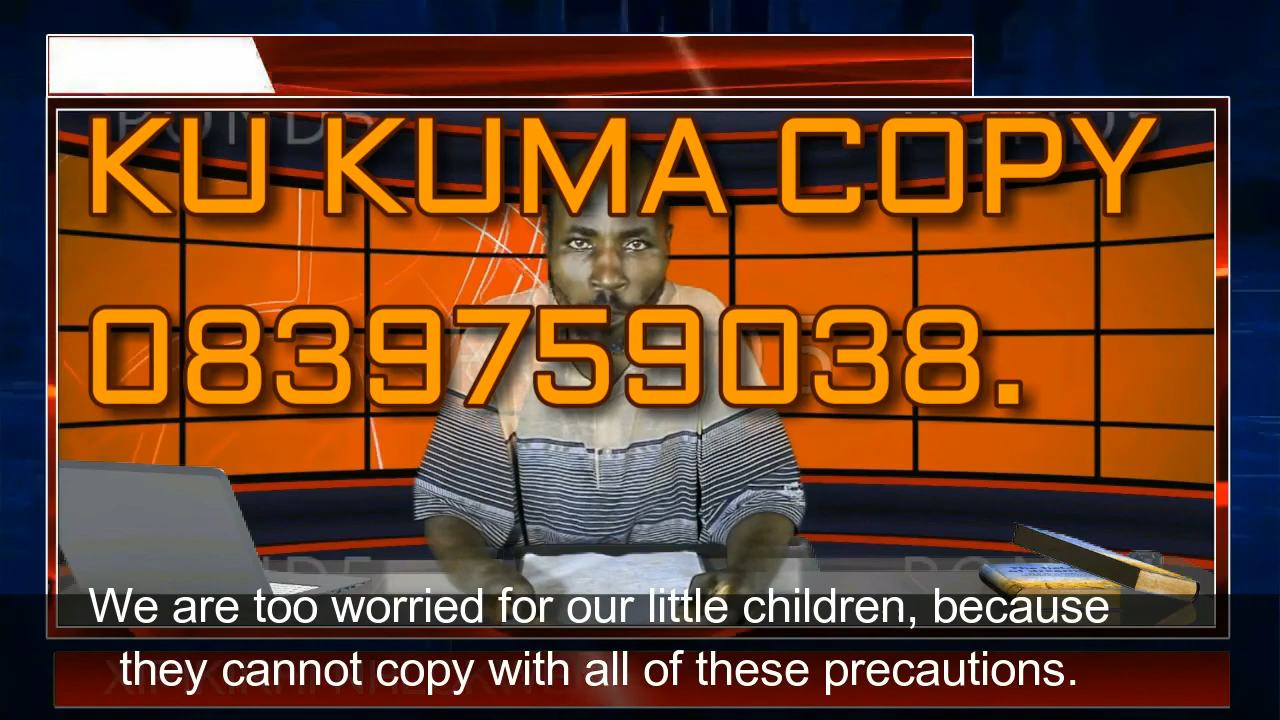 KU KUMA COPY
0839759038.
We are too worried for our little children, because
they cannot copy with all of these precautions.